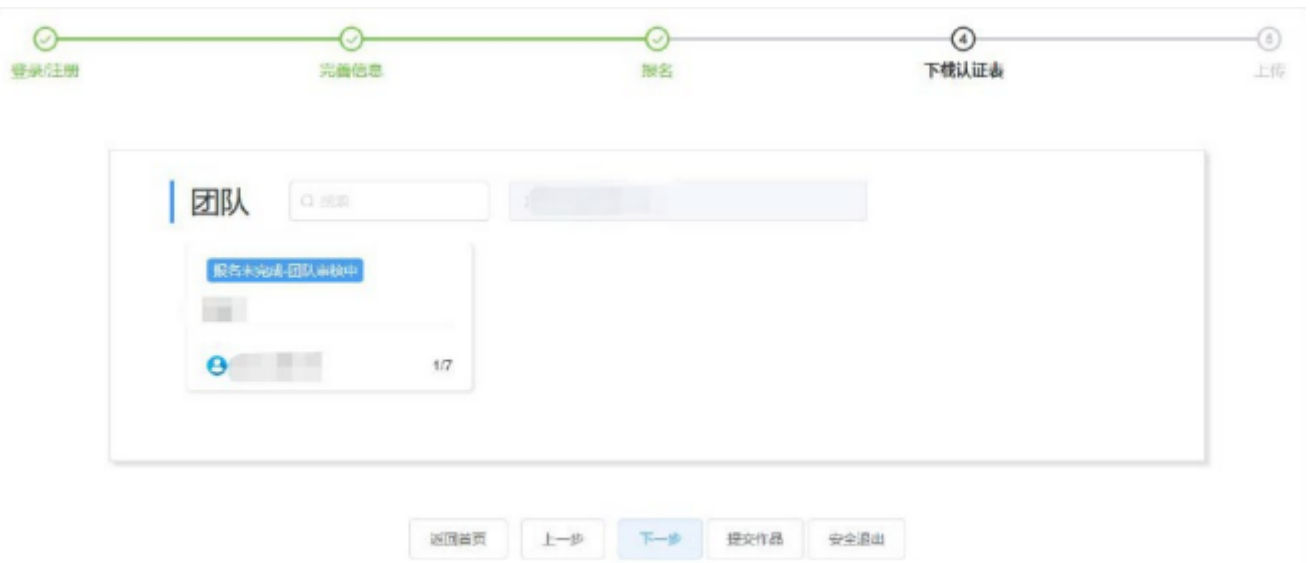 ④
⑤
登录/注册
完善信息
报名
下载认证表
上传
团队
搜索
报名未完成-团队审核中
1/7
返回首页
上一步
下一步
提交作品
安全退出